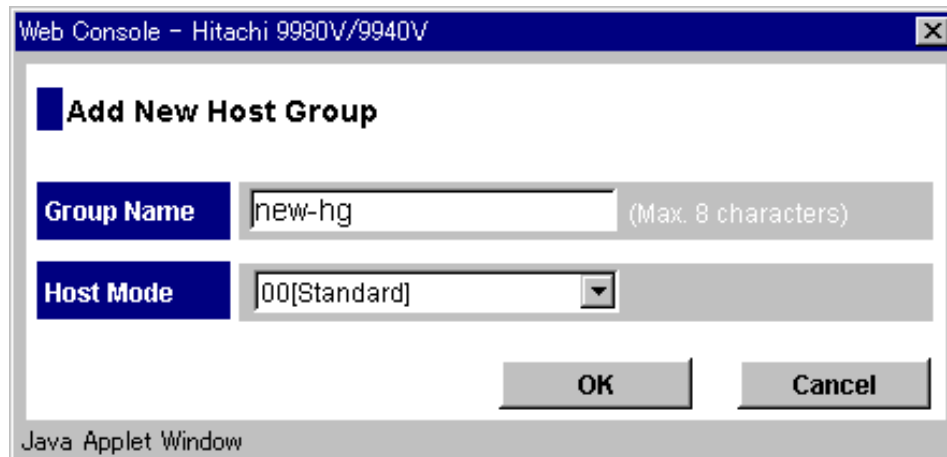 Web Console - Hitachi 9980V/9940V
Add New Host Group
Group Name new-hg (Max. 8 characters)
Host Mode 00[Standard]
OK Cancel
Java Applet Window